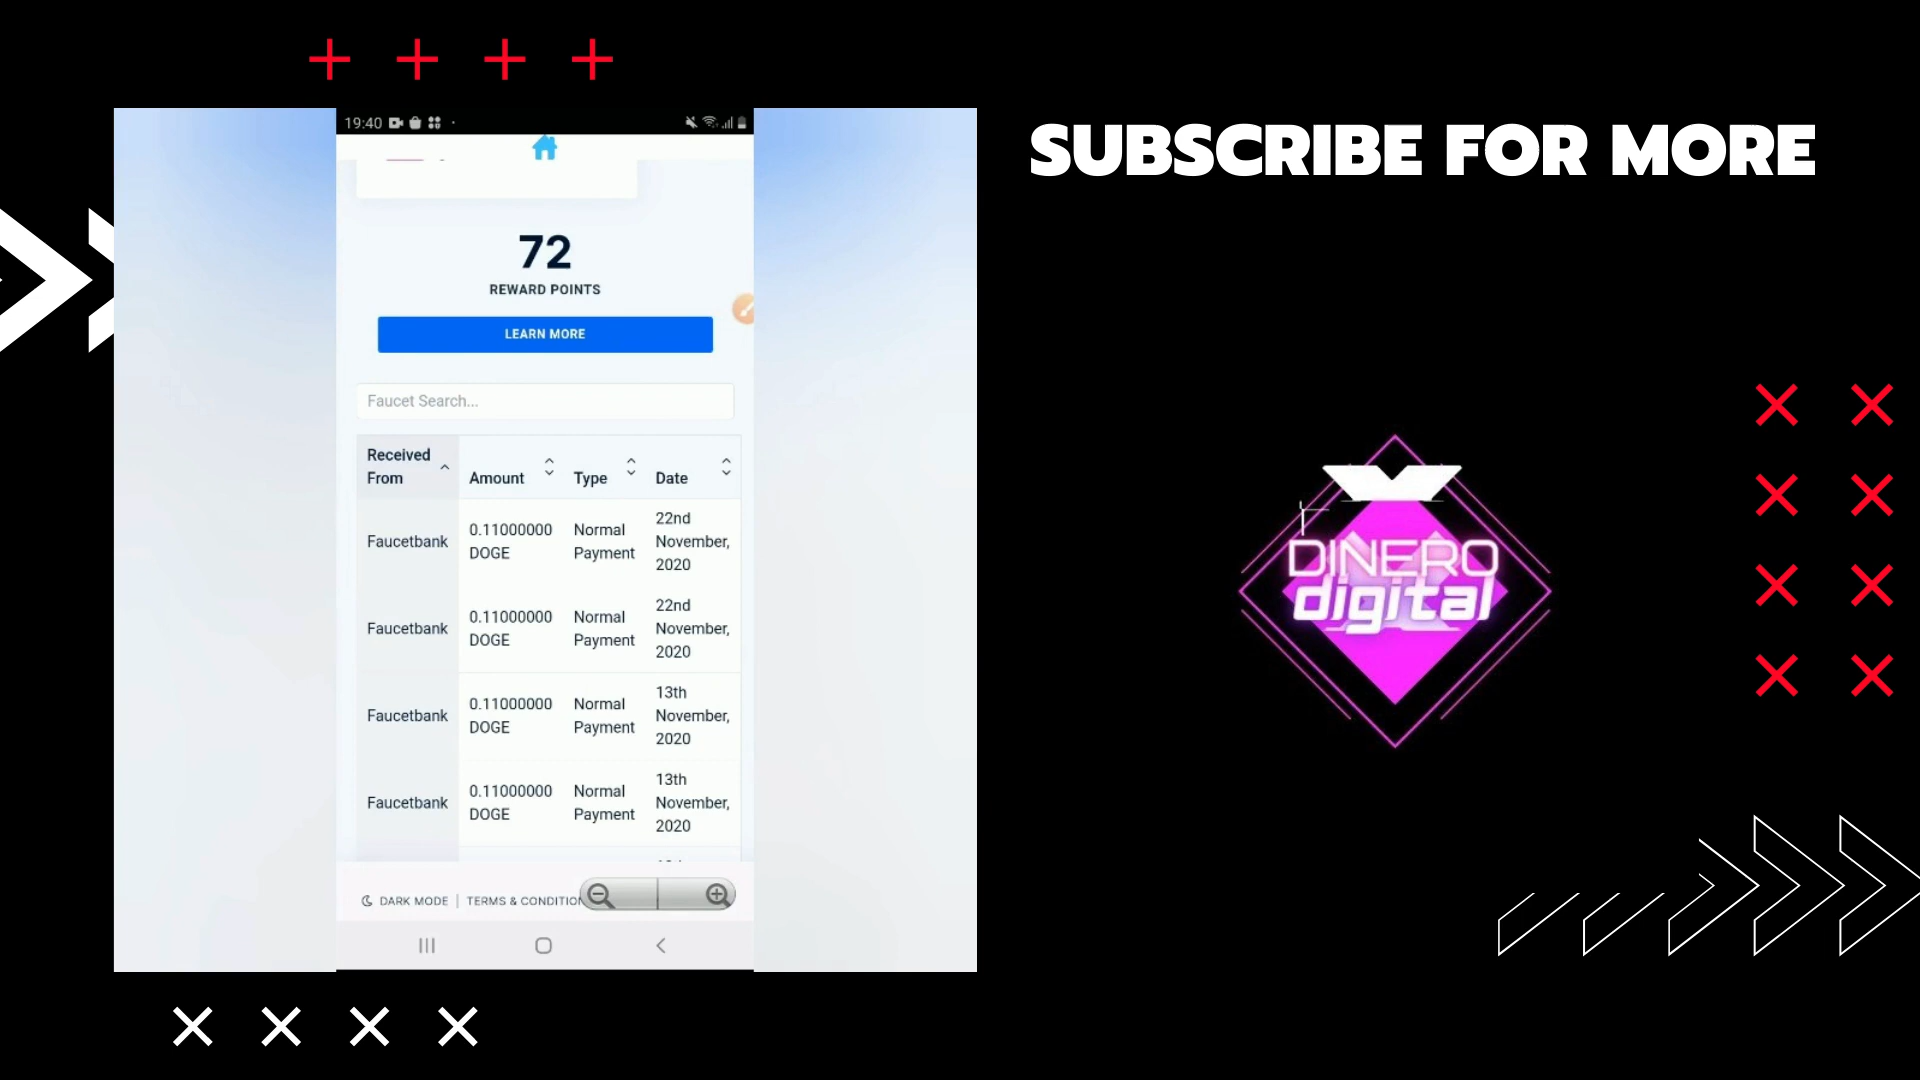 SUBSCRIBE FOR MORE
19:40
72
REWARD POINTS
LEARN MORE
Faucet Search...
Received From Amount Type Date
Faucetbank 0.11000000 DOGE Normal Payment 22nd November, 2020
Faucetbank 0.11000000 DOGE Normal Payment 22nd November, 2020
Faucetbank 0.11000000 DOGE Normal Payment 13th November, 2020
Faucetbank 0.11000000 DOGE Normal Payment 13th November, 2020
DARK MODE | TERMS &
DINERO
digital